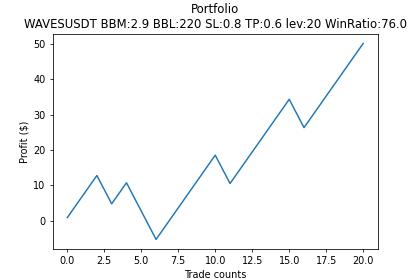 Portfolio
WAVESUSDT BBM:2.9 BBL:220 SL:0.8 TP:0.6 lev:20 WinRatio:76.0
50
40
30
20
10
0
Profit ($)
0.0 2.5 5.0 7.5 10.0 12.5 15.0 17.5 20.0
Trade counts